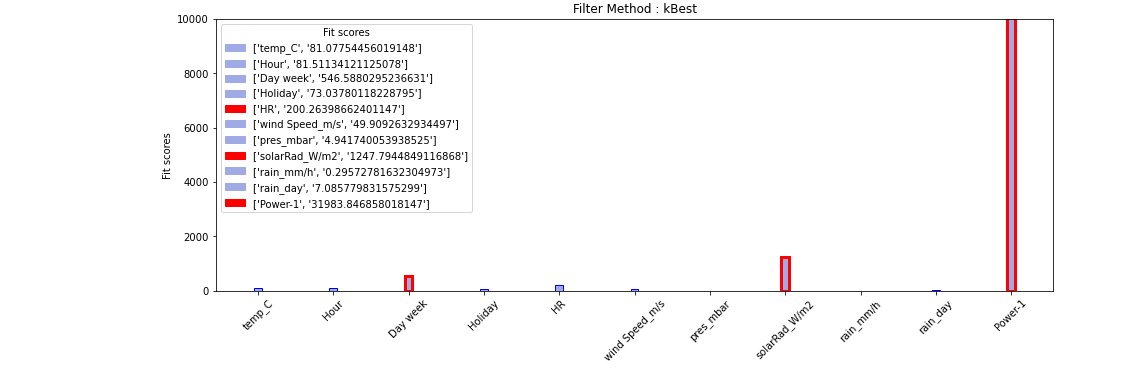 Filter Method : kBest
Fit scores
10000
8000
6000
4000
2000
0
Fit scores
['temp_C', '81.07754456019148']
['Hour', '81.51134121125078']
['Day week', '546.5880295236631']
['Holiday', '73.03780118228795']
['HR', '200.26398662401147']
['wind Speed_m/s', '49.9092632934497']
['pres_mbar', '4.941740053938525']
['solarRad_W/m2', '1247.7944849116868']
['rain_mm/h', '0.29572781632304973']
['rain_day', '7.085779831575299']
['Power-1', '31983.846858018147']
temp_C
Hour
Day week
Holiday
HR
wind Speed_m/s
pres_mbar
solarRad_W/m2
rain_mm/h
rain_day
Power-1